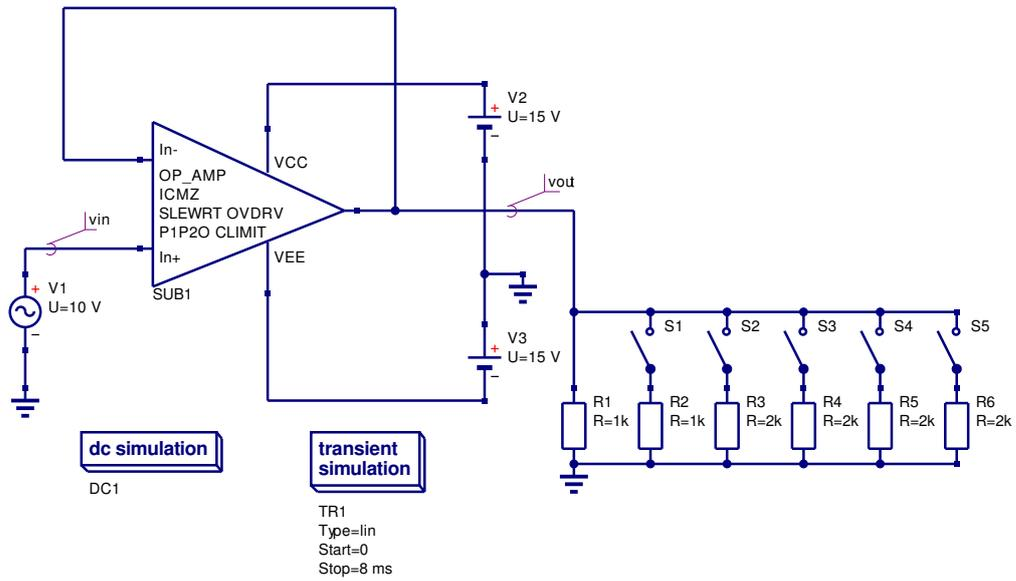 V2
+
U=15 V
−
In-
VCC
OP_AMP
ICMZ
SLEWRT OVDRV
P1P2O CLIMIT
In+
VEE
SUB1
vin
vout
+
V1
U=10 V
−
V3
+
U=15 V
−
S1
S2
S3
S4
S5
R1
R=1k
R2
R=1k
R3
R=2k
R4
R=2k
R5
R=2k
R6
R=2k
dc simulation
DC1
transient
simulation
TR1
Type=lin
Start=0
Stop=8 ms